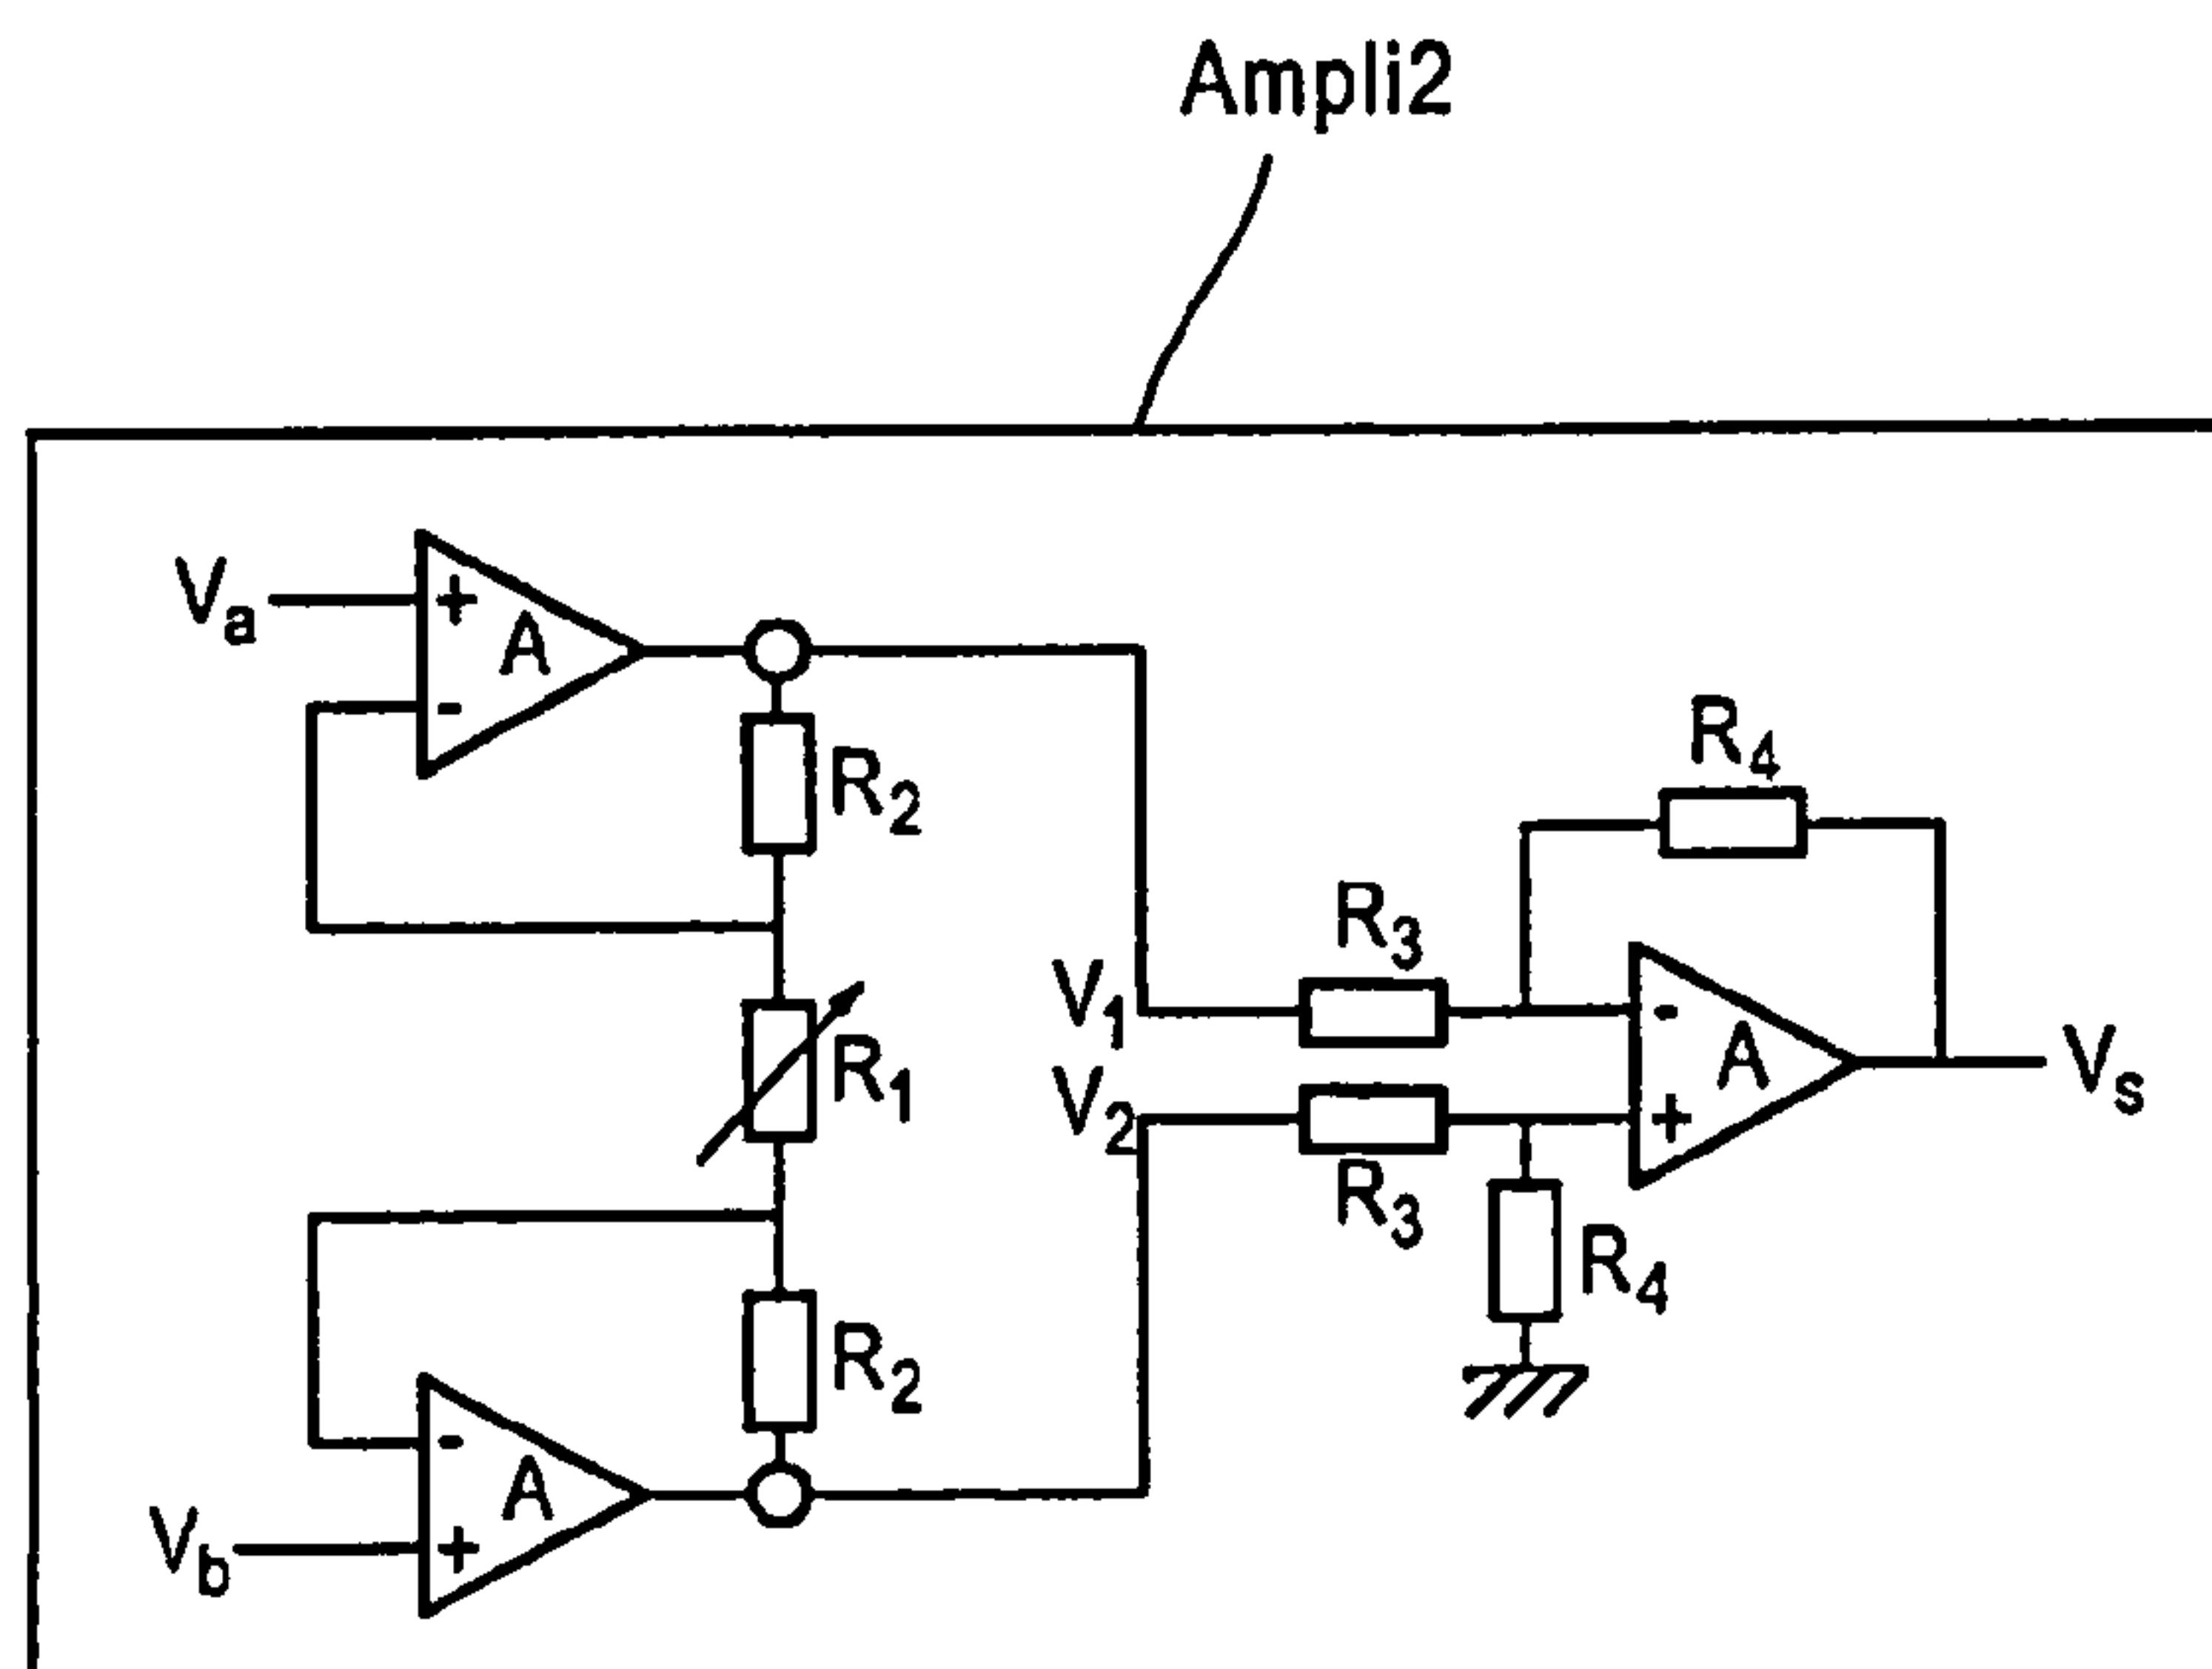 Ampli2
Va
+
A
-
R2
R4
R3
V1
-
A
Vs
R1
V2
+
R3
R4
R2
-
A
Vb
+